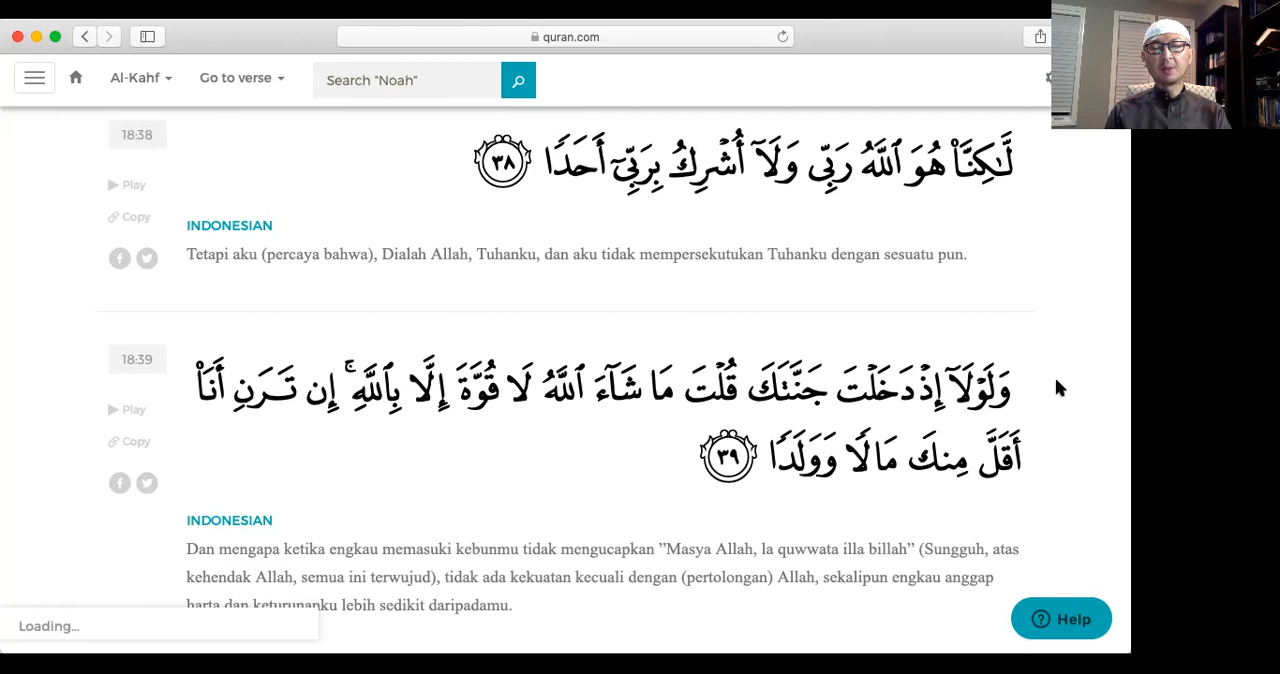 quran.com
Al-Kahf
Go to verse
Search "Noah"
18:38
لَّـٰكِنَّا۠ هُوَ ٱللَّهُ رَبِّى وَلَآ أُشْرِكُ بِرَبِّىٓ أَحَدًا ٣٨
Play
Copy
INDONESIAN
Tetapi aku (percaya bahwa), Dialah Allah, Tuhanku, dan aku tidak mempersekutukan Tuhanku dengan sesuatu pun.
18:39
وَلَوْلَآ إِذْ دَخَلْتَ جَنَّتَكَ قُلْتَ مَا شَآءَ ٱللَّهُ لَا قُوَّةَ إِلَّا بِٱللَّهِ ۚ إِن تَرَنِ أَنَا۠
أَقَلَّ مِنكَ مَالًا وَوَلَدًا ٣٩
Play
Copy
INDONESIAN
Dan mengapa ketika engkau memasuki kebunmu tidak mengucapkan ”Masya Allah, la quwwata illa billah” (Sungguh, atas
kehendak Allah, semua ini terwujud), tidak ada kekuatan kecuali dengan (pertolongan) Allah, sekalipun engkau anggap
harta dan keturunanku lebih sedikit daripadamu.
Loading...
Help